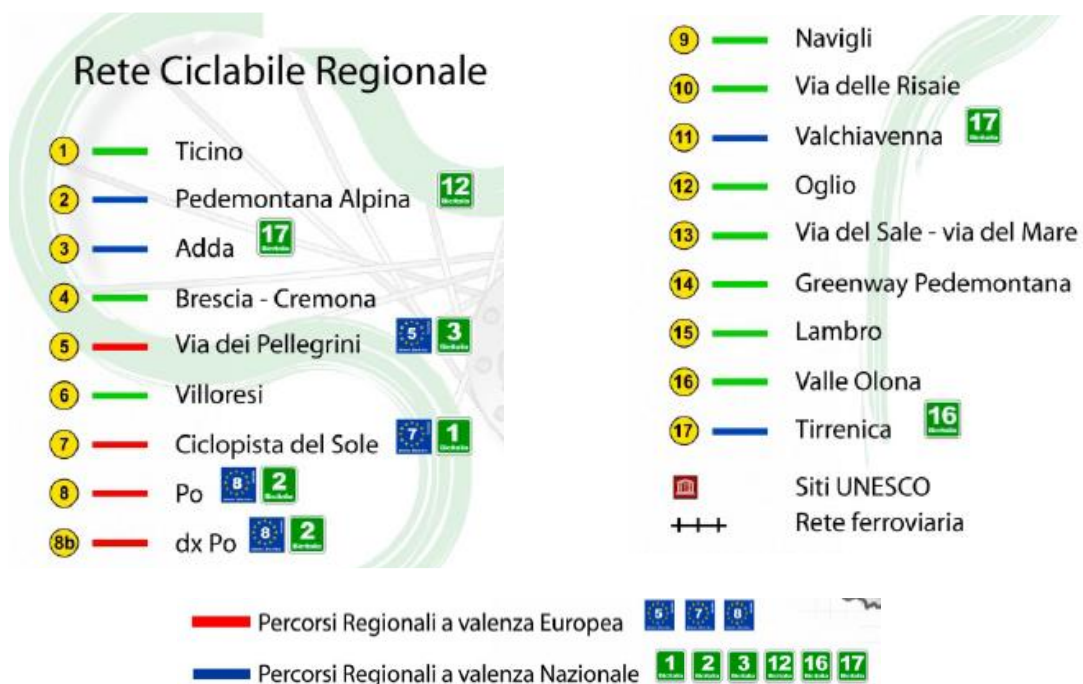 Rete Ciclabile Regionale
1 Ticino
2 Pedemontana Alpina 12
3 Adda 17
4 Brescia - Cremona
5 Via dei Pellegrini 5 3
6 Villoresi
7 Ciclopista del Sole 7 1
8 Po 8 2
8b dx Po 8 2
9 Navigli
10 Via delle Risaie
11 Valchiavenna 17
12 Oglio
13 Via del Sale - via del Mare
14 Greenway Pedemontana
15 Lambro
16 Valle Olona
17 Tirrenica 16
Siti UNESCO
Rete ferroviaria
Percorsi Regionali a valenza Europea 5 7 8
Percorsi Regionali a valenza Nazionale 1 2 3 12 16 17